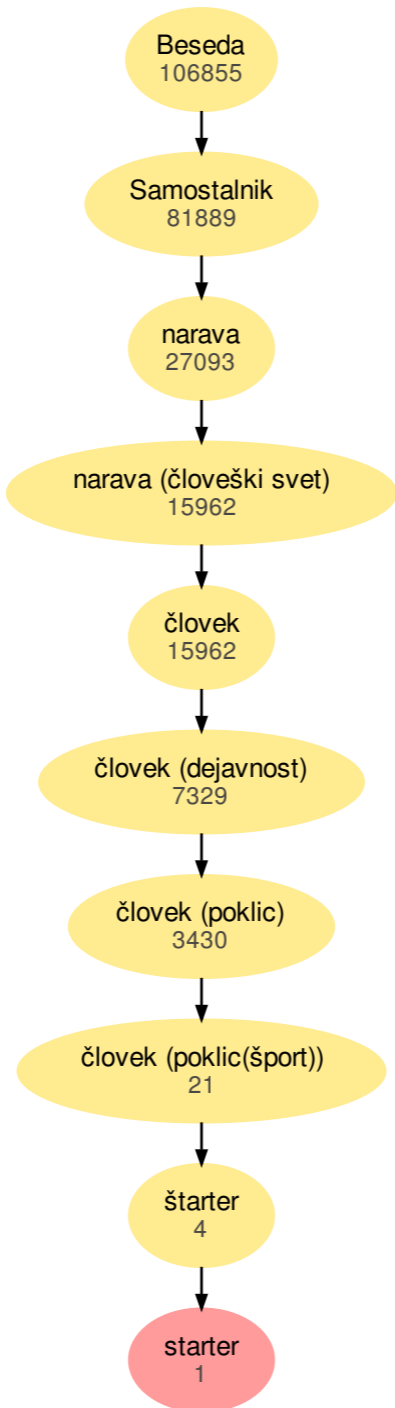 Beseda
106855
Samostalnik
81889
narava
27093
narava (človeški svet)
15962
človek
15962
človek (dejavnost)
7329
človek (poklic)
3430
človek (poklic(šport))
21
štarter
4
starter
1